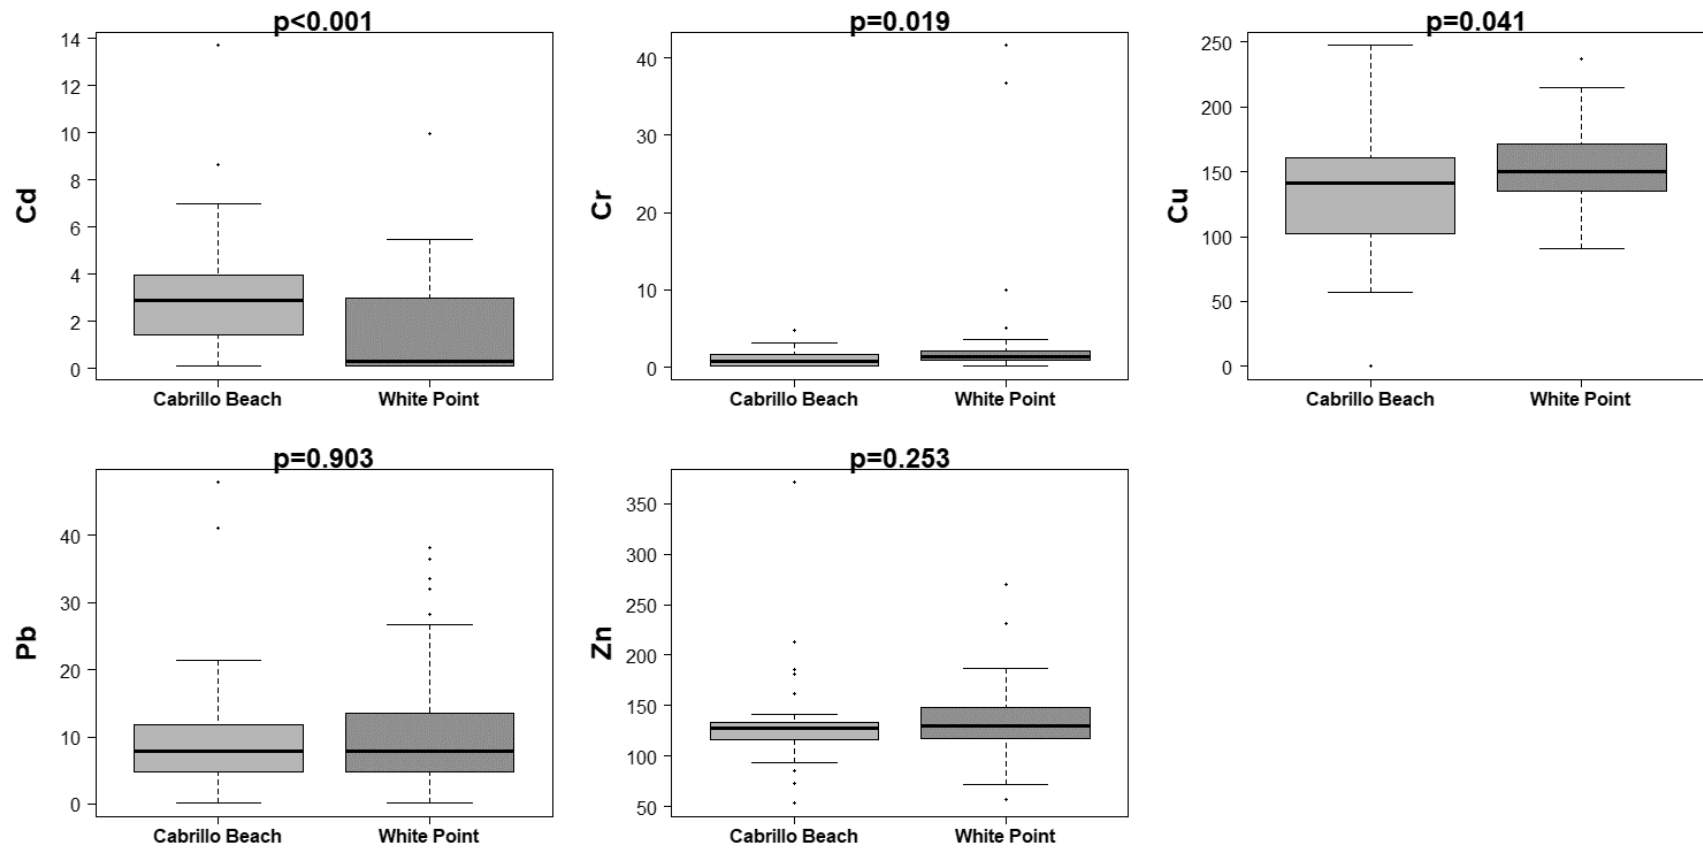 p<0.001
14
12
10
8
6
4
2
0
Cd
Cabrillo Beach
White Point
p=0.019
40
30
20
10
0
Cr
Cabrillo Beach
White Point
p=0.041
250
200
150
100
50
0
Cu
Cabrillo Beach
White Point
p=0.903
40
30
20
10
0
Pb
Cabrillo Beach
White Point
p=0.253
350
300
250
200
150
100
50
Zn
Cabrillo Beach
White Point